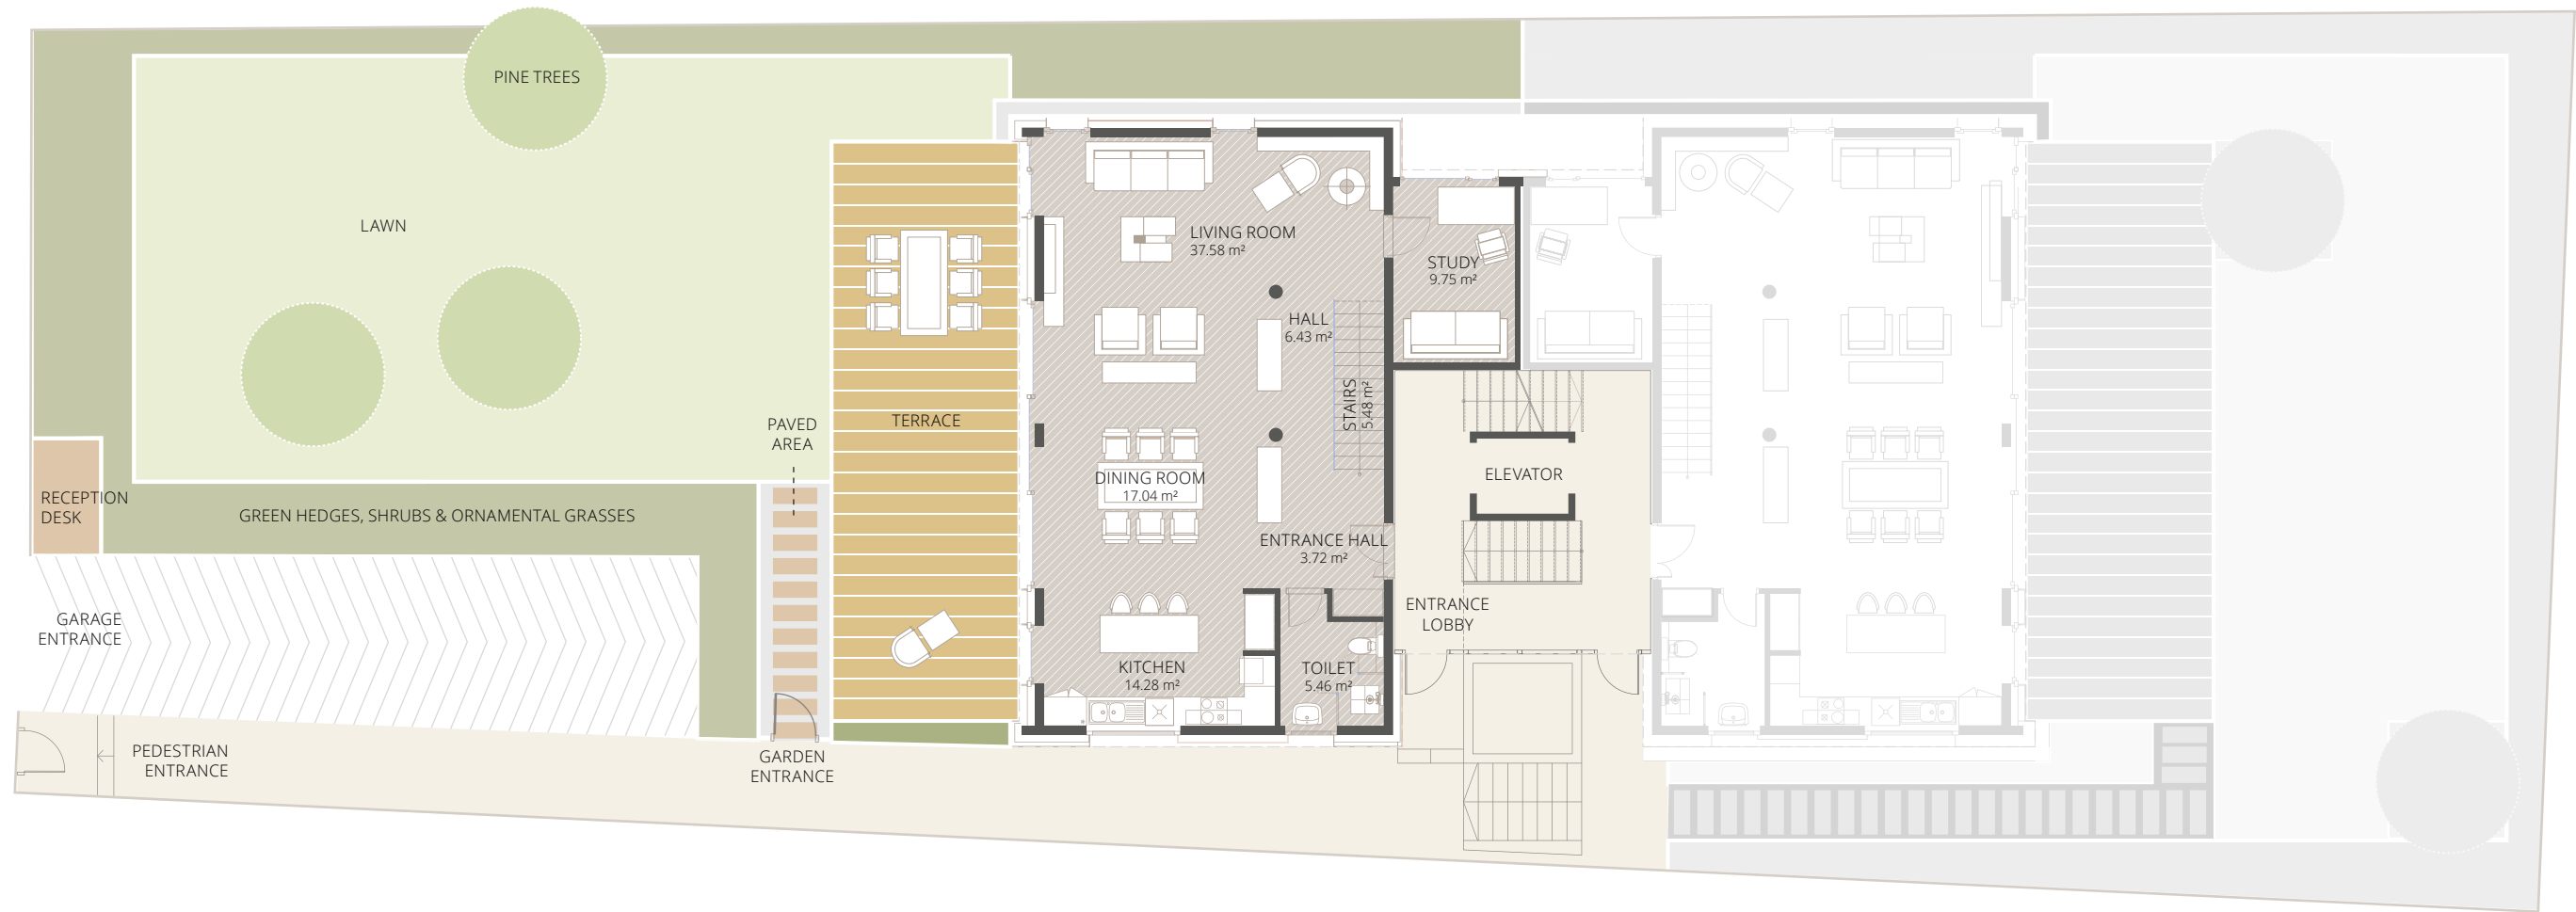 PINE TREES
LAWN
RECEPTION
DESK
GREEN HEDGES, SHRUBS & ORNAMENTAL GRASSES
GARAGE
ENTRANCE
PEDESTRIAN
ENTRANCE
PAVED
AREA
GARDEN
ENTRANCE
TERRACE
LIVING ROOM
37.58 m²
STUDY
9.75 m²
HALL
6.43 m²
STAIRS
5.48 m²
DINING ROOM
17.04 m²
ENTRANCE HALL
3.72 m²
KITCHEN
14.28 m²
TOILET
5.46 m²
ELEVATOR
ENTRANCE
LOBBY